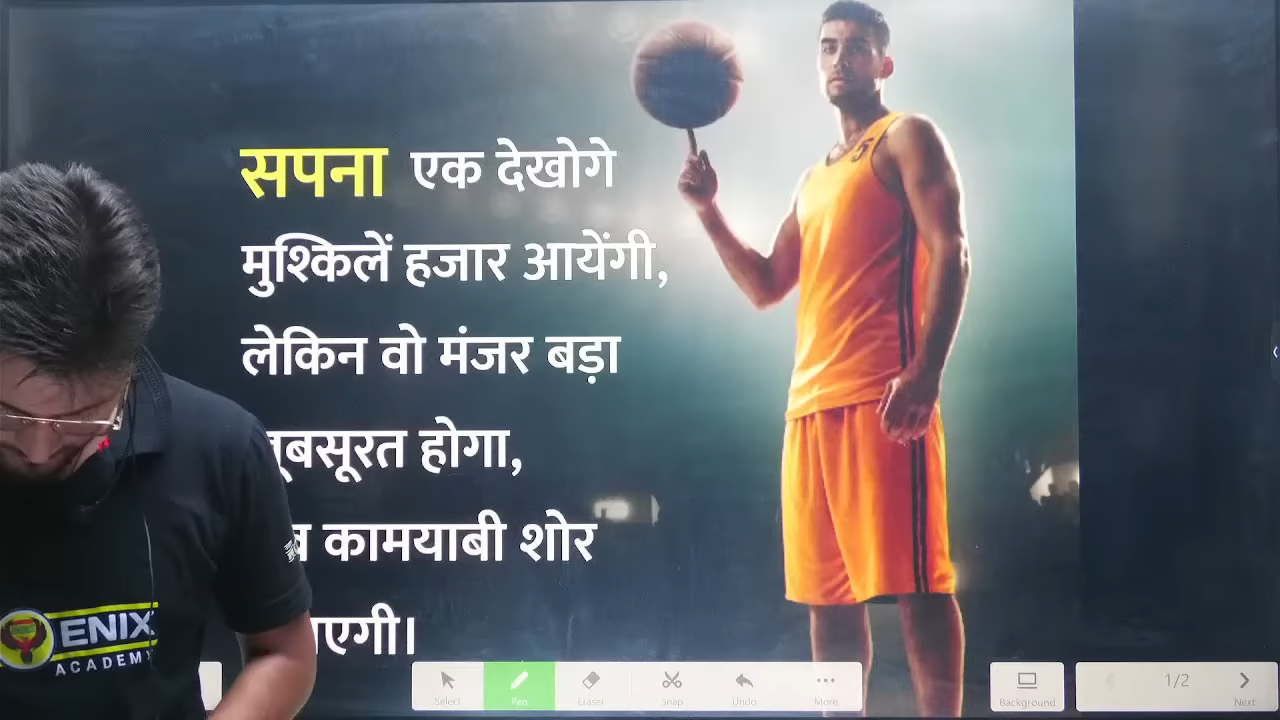 सपना एक देखोगे
मुश्किलें हजार आयेंगी,
लेकिन वो मंजर बड़ा
होगा,
कामयाबी शोर
5
ENIX
ACADEMY
Select
Pen
Eraser
Snap
Undo
More
Background
1/2
Next